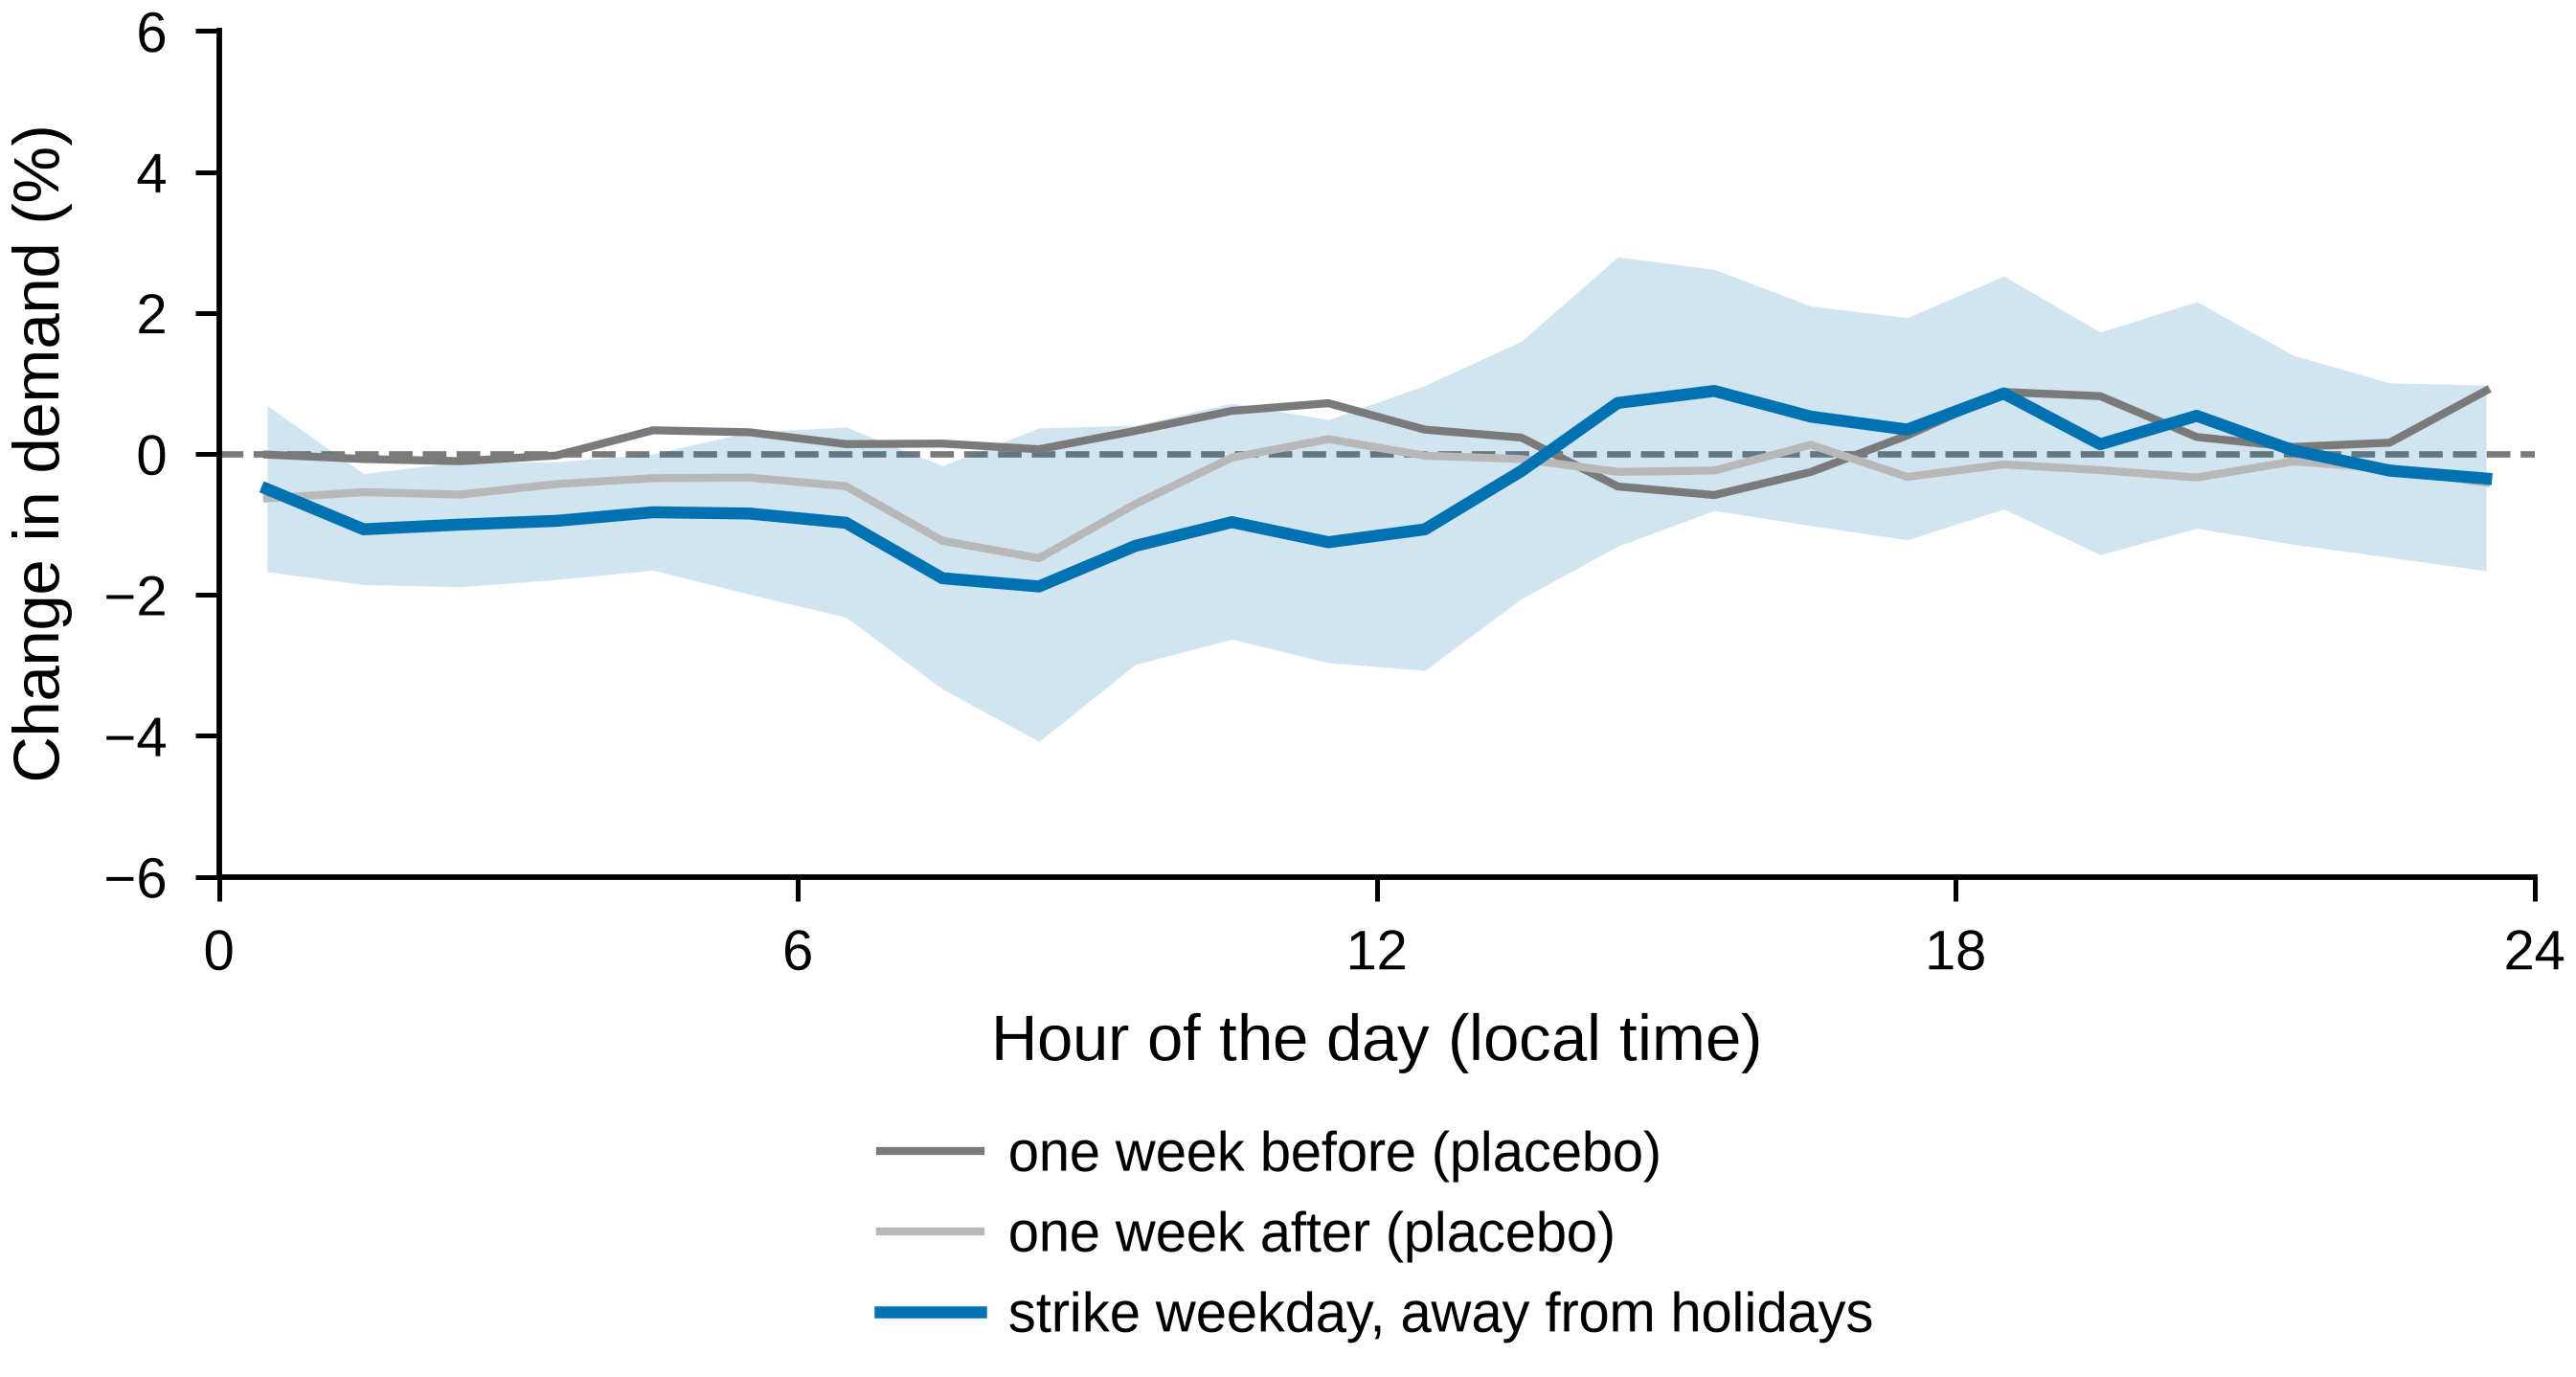 Change in demand (%)
6
4
2
0
−2
−4
−6
0 6 12 18 24
Hour of the day (local time)
one week before (placebo)
one week after (placebo)
strike weekday, away from holidays